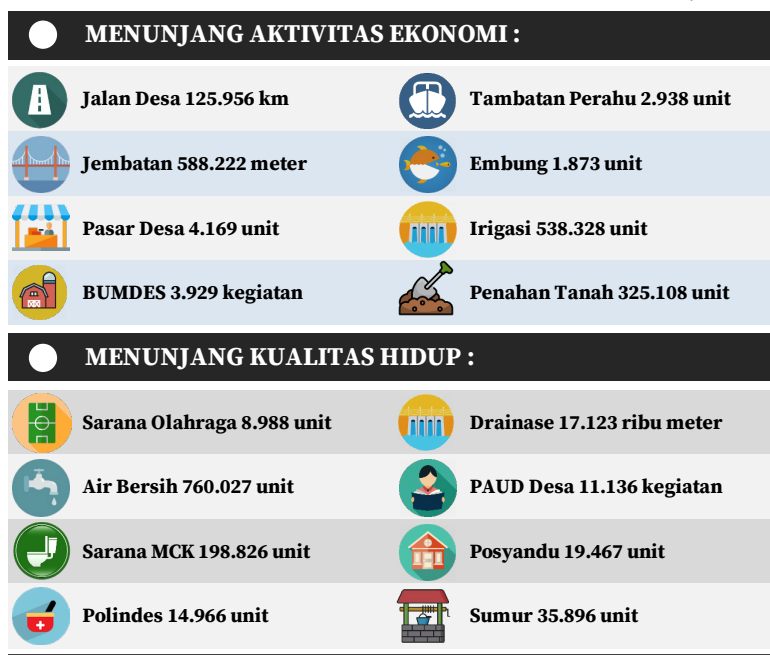 MENUNJANG AKTIVITAS EKONOMI :
Jalan Desa 125.956 km
Tambatan Perahu 2.938 unit
Jembatan 588.222 meter
Embung 1.873 unit
Pasar Desa 4.169 unit
Irigasi 538.328 unit
BUMDES 3.929 kegiatan
Penahan Tanah 325.108 unit
MENUNJANG KUALITAS HIDUP :
Sarana Olahraga 8.988 unit
Drainase 17.123 ribu meter
Air Bersih 760.027 unit
PAUD Desa 11.136 kegiatan
Sarana MCK 198.826 unit
Posyandu 19.467 unit
Polindes 14.966 unit
Sumur 35.896 unit